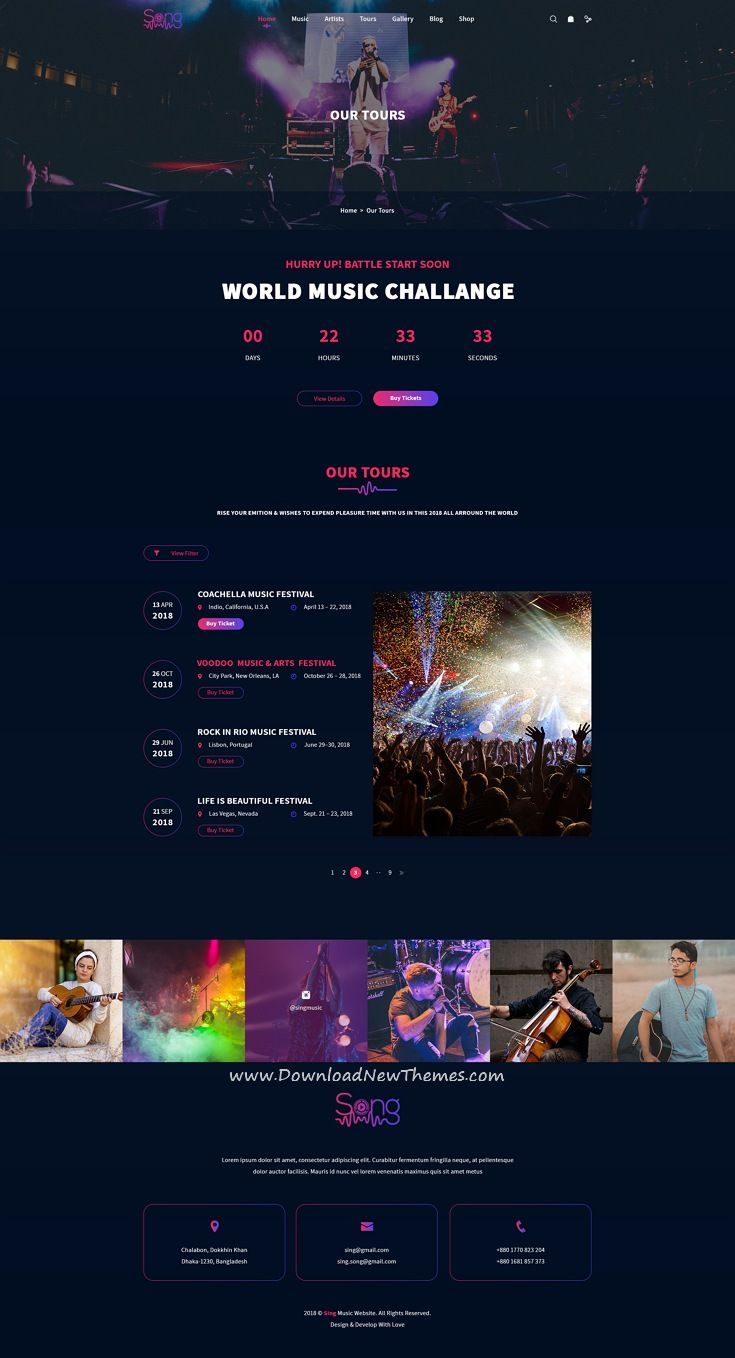 Song
Home Music Artists Tours Gallery Blog Shop
OUR TOURS
Home > Our Tours
HURRY UP! BATTLE START SOON
WORLD MUSIC CHALLANGE
00 22 33 33
DAYS HOURS MINUTES SECONDS
View Details Buy Tickets
OUR TOURS
RISE YOUR EMITION & WISHES TO EXPEND PLEASURE TIME WITH US IN THIS 2018 ALL ARROUND THE WORLD
View Filter
13 APR
2018
COACHELLA MUSIC FESTIVAL
Indio, California, U.S.A April 13 – 22, 2018
Buy Ticket
26 OCT
2018
VOODOO MUSIC & ARTS FESTIVAL
City Park, New Orleans, LA October 26 – 28, 2018
Buy Ticket
29 JUN
2018
ROCK IN RIO MUSIC FESTIVAL
Lisbon, Portugal June 29–30, 2018
Buy Ticket
21 SEP
2018
LIFE IS BEAUTIFUL FESTIVAL
Las Vegas, Nevada Sept. 21 – 23, 2018
Buy Ticket
1 2 3 4 ·· 9 »
Marshall
@singmusic
www.DownloadNewThemes.com
Song
Lorem ipsum dolor sit amet, consectetur adipiscing elit. Curabitur fermentum fringilla neque, at pellentesque
dolor auctor facilisis. Mauris id nunc vel lorem venenatis maximus quis sit amet metus
Chalabon, Dokkhin Khan
Dhaka-1230, Bangladesh
sing@gmail.com
sing.song@gmail.com
+880 1770 823 204
+880 1681 857 373
2018 © Sing Music Website. All Rights Reserved.
Design & Develop With Love